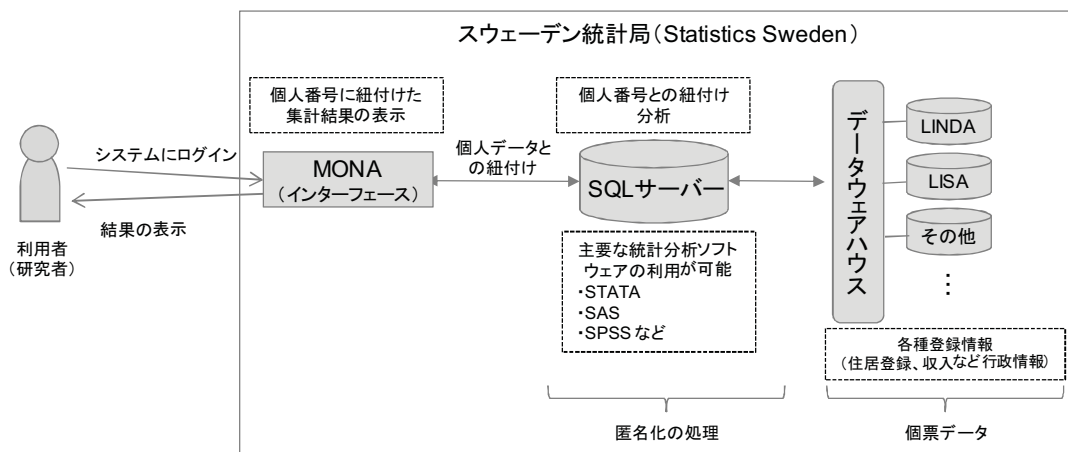 スウェーデン統計局（Statistics Sweden）
個人番号に紐付けた
集計結果の表示
個人番号との紐付け
分析
システムにログイン
結果の表示
利用者
（研究者）
MONA
（インターフェース）
個人データと
の紐付け
SQLサーバー
主要な統計分析ソフト
ウェアの利用が可能
・STATA
・SAS
・SPSSなど
データウェアハウス
LINDA
LISA
その他
⋮
各種登録情報
（住居登録、収入など行政情報）
匿名化の処理
個票データ